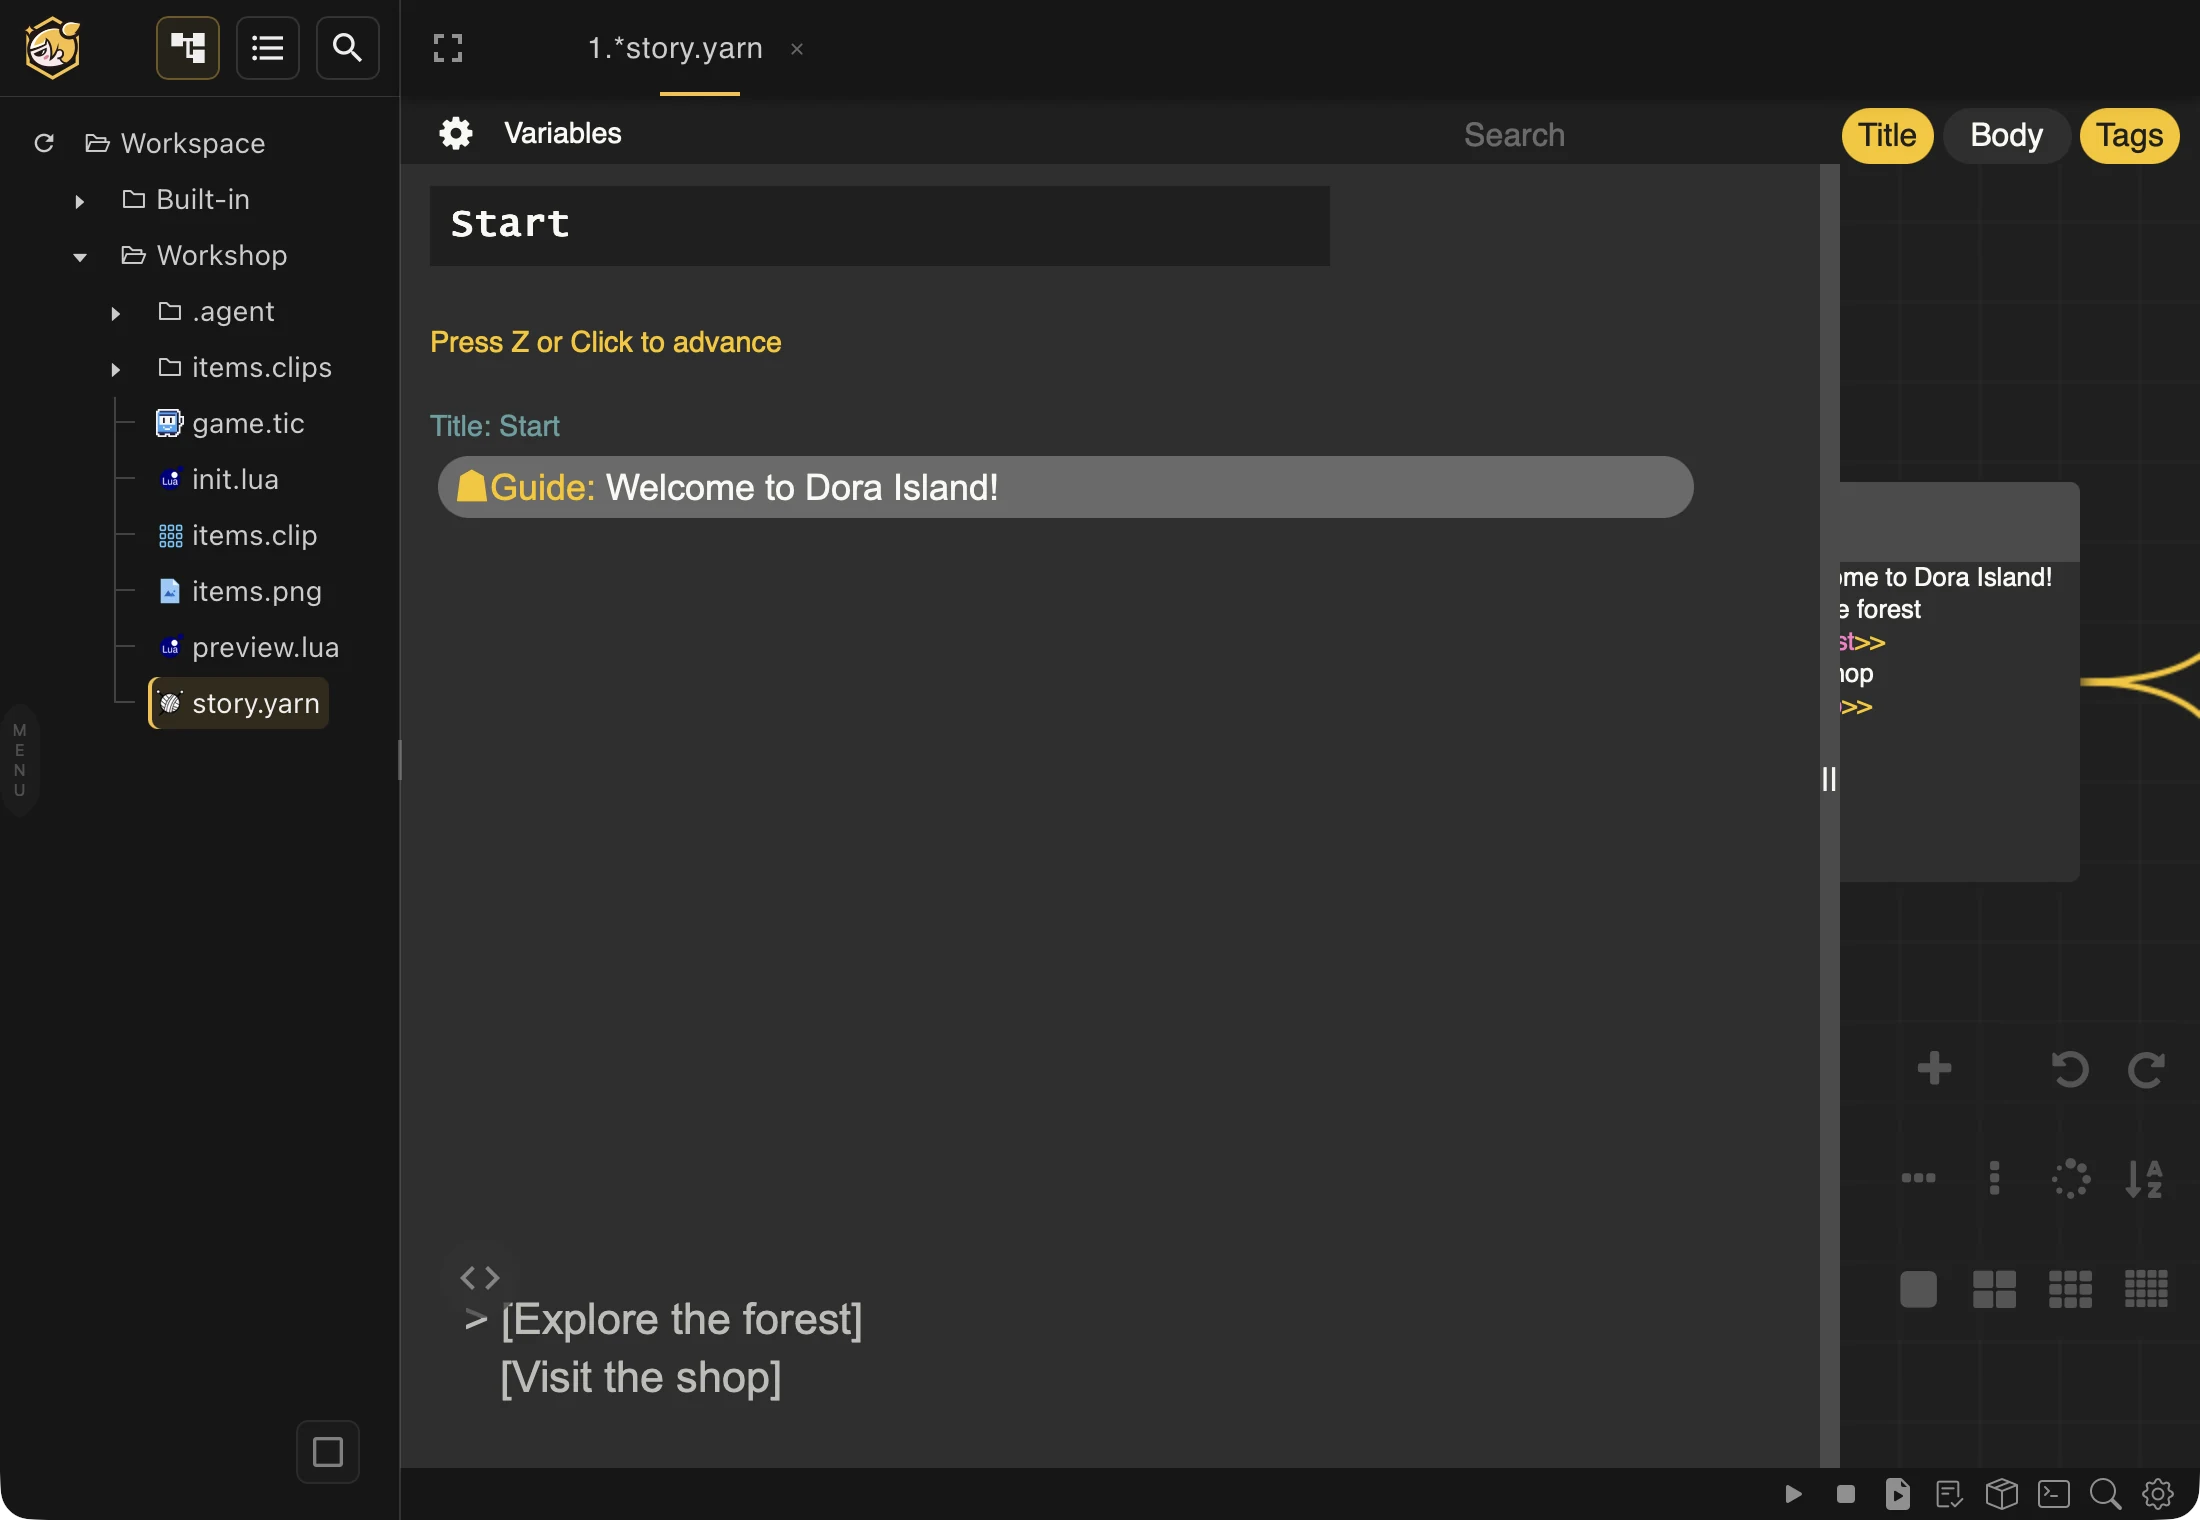 1.*story.yarn ×
Workspace
Built-in
Workshop
.agent
items.clips
game.tic
init.lua
items.clip
items.png
preview.lua
story.yarn
MENU
Variables
Search
Title
Body
Tags
Start
Press Z or Click to advance
Title: Start
Guide: Welcome to Dora Island!
> [Explore the forest]
[Visit the shop]
ome to Dora Island!
e forest
st>>
hop
>>